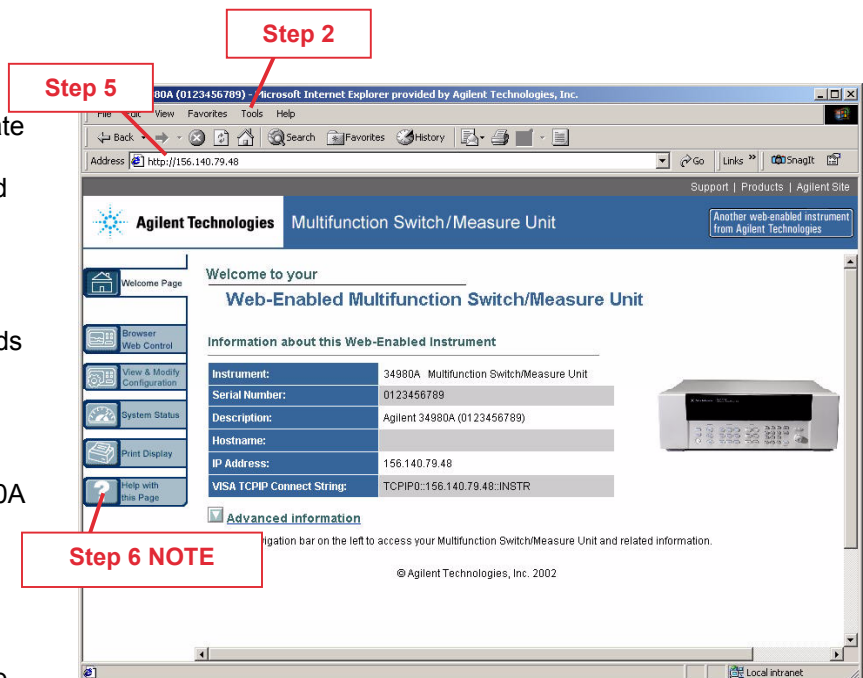 Step 2
Step 5
ate
d
ds
0A
80A (0123456789) - Microsoft Internet Explorer provided by Agilent Technologies, Inc.
File Edit View Favorites Tools Help
Back Search Favorites History
Address http://156.140.79.48 Go Links » SnagIt
Support | Products | Agilent Site
Agilent Technologies Multifunction Switch/Measure Unit
Another web-enabled instrument
from Agilent Technologies
Welcome Page
Browser
Web Control
View & Modify
Configuration
System Status
Print Display
Help with
this Page
Welcome to your
Web-Enabled Multifunction Switch/Measure Unit
Information about this Web-Enabled Instrument
Instrument: 34980A Multifunction Switch/Measure Unit
Serial Number: 0123456789
Description: Agilent 34980A (0123456789)
Hostname:
IP Address: 156.140.79.48
VISA TCPIP Connect String: TCPIP0::156.140.79.48::INSTR
Advanced information
igation bar on the left to access your Multifunction Switch/Measure Unit and related information.
Step 6 NOTE
© Agilent Technologies, Inc. 2002
Local intranet